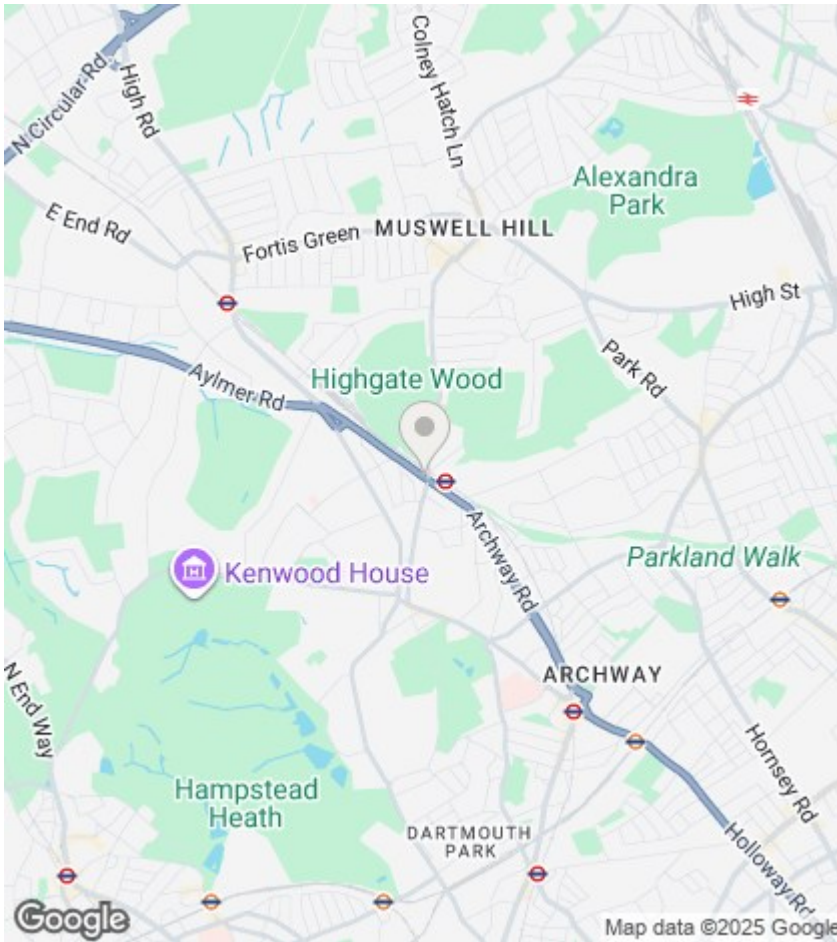 N Circular Rd
High Rd
Colney Hatch Ln
Alexandra
Park
E End Rd
Fortis Green
MUSWELL HILL
High St
Park Rd
Aylmer Rd
Highgate Wood
Archway Rd
Parkland Walk
Kenwood House
N End Way
ARCHWAY
Hornsey Rd
Hampstead
Heath
DARTMOUTH
PARK
Holloway Rd
Google
Map data ©2025 Google